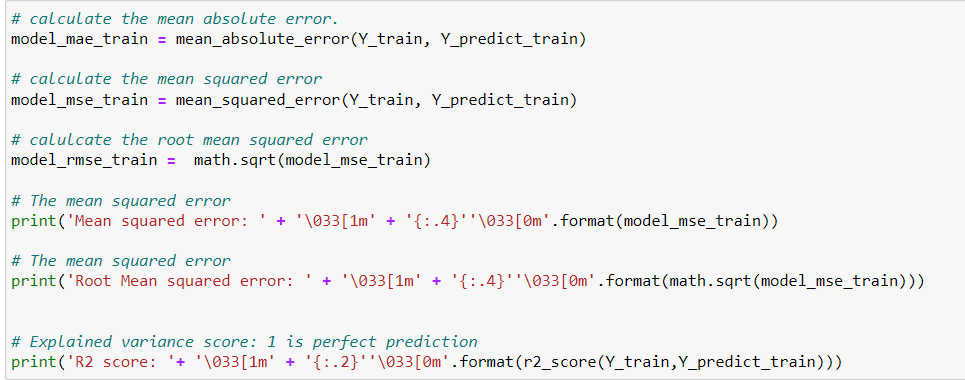 # calculate the mean absolute error.
model_mae_train = mean_absolute_error(Y_train, Y_predict_train)
# calculate the mean squared error
model_mse_train = mean_squared_error(Y_train, Y_predict_train)
# calulcate the root mean squared error
model_rmse_train =  math.sqrt(model_mse_train)
# The mean squared error
print('Mean squared error: ' + '\033[1m' + '{:.4}''\033[0m'.format(model_mse_train))
# The mean squared error
print('Root Mean squared error: ' + '\033[1m' + '{:.4}''\033[0m'.format(math.sqrt(model_mse_train)))
# Explained variance score: 1 is perfect prediction
print('R2 score: '+ '\033[1m' + '{:.2}''\033[0m'.format(r2_score(Y_train,Y_predict_train)))